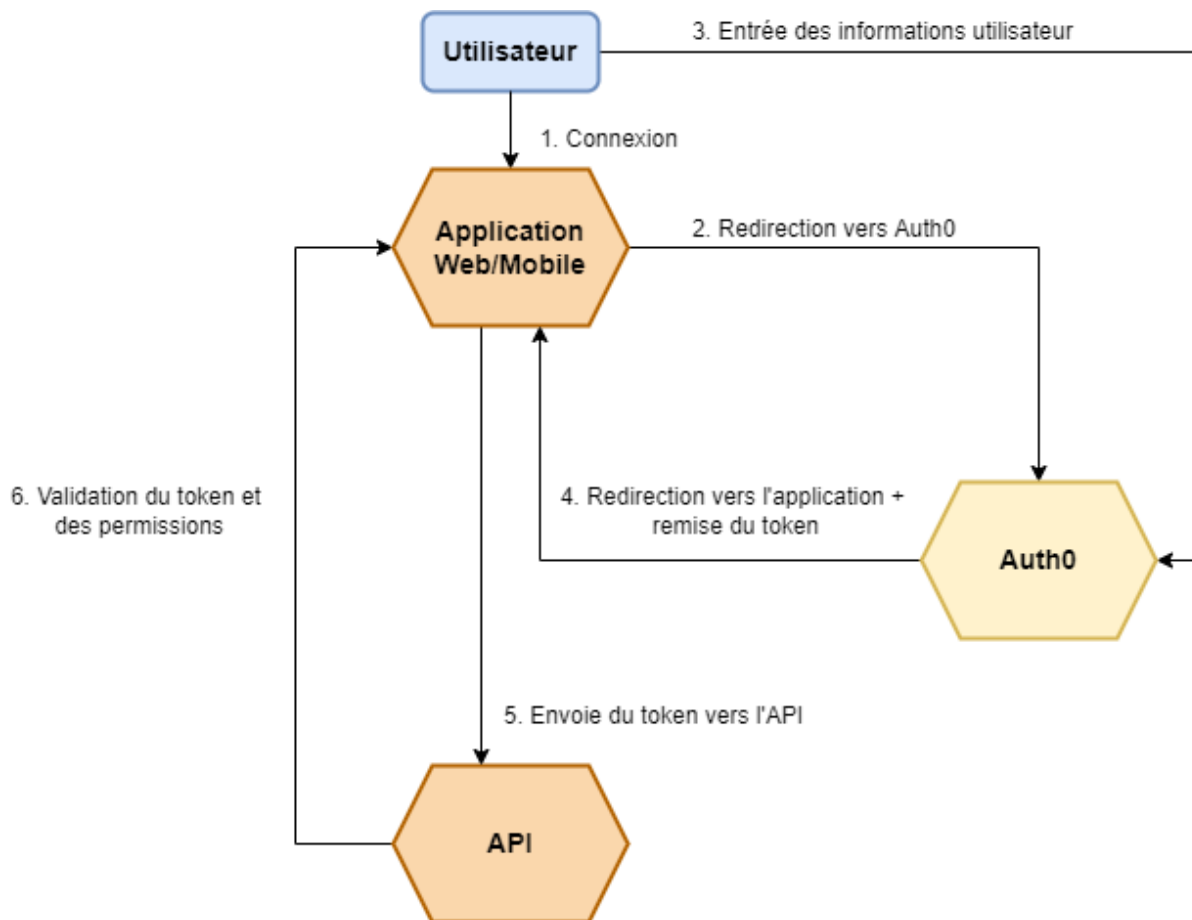 3. Entrée des informations utilisateur
Utilisateur
1. Connexion
Application
Web/Mobile
2. Redirection vers Auth0
6. Validation du token et
des permissions
4. Redirection vers l'application +
remise du token
Auth0
5. Envoie du token vers l'API
API